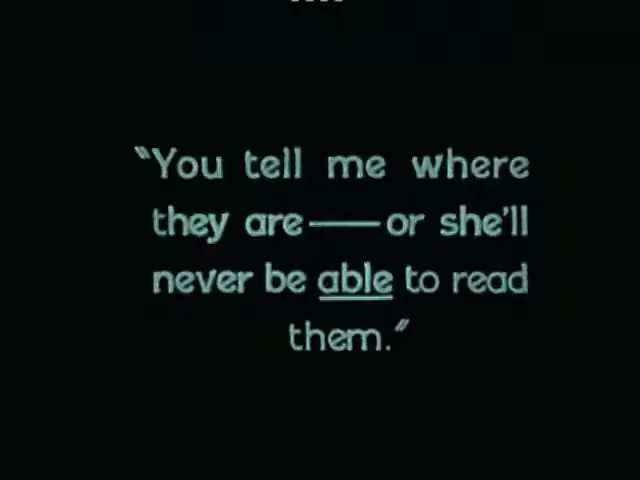 "You tell me where
they are——or she'll
never be able to read
them."